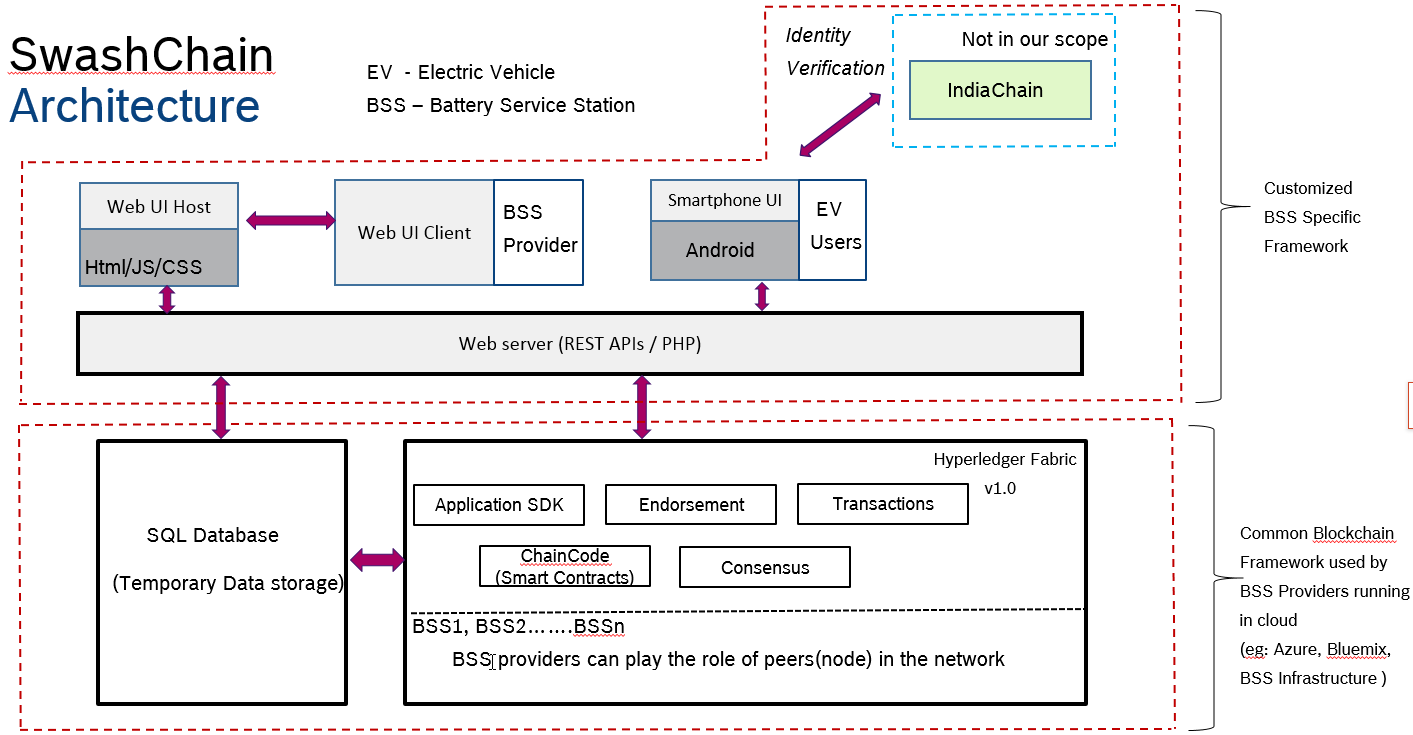 SwashChain
Architecture
EV - Electric Vehicle
BSS – Battery Service Station
Identity
Verification
Not in our scope
IndiaChain
Web UI Host
Html/JS/CSS
Web UI Client
BSS
Provider
Smartphone UI
Android
EV
Users
Customized
BSS Specific
Framework
Web server (REST APIs / PHP)
SQL Database
(Temporary Data storage)
Hyperledger Fabric
v1.0
Application SDK
Endorsement
Transactions
ChainCode
(Smart Contracts)
Consensus
BSS1, BSS2…….BSSn
BSS providers can play the role of peers(node) in the network
Common Blockchain
Framework used by
BSS Providers running
in cloud
(eg: Azure, Bluemix,
BSS Infrastructure )